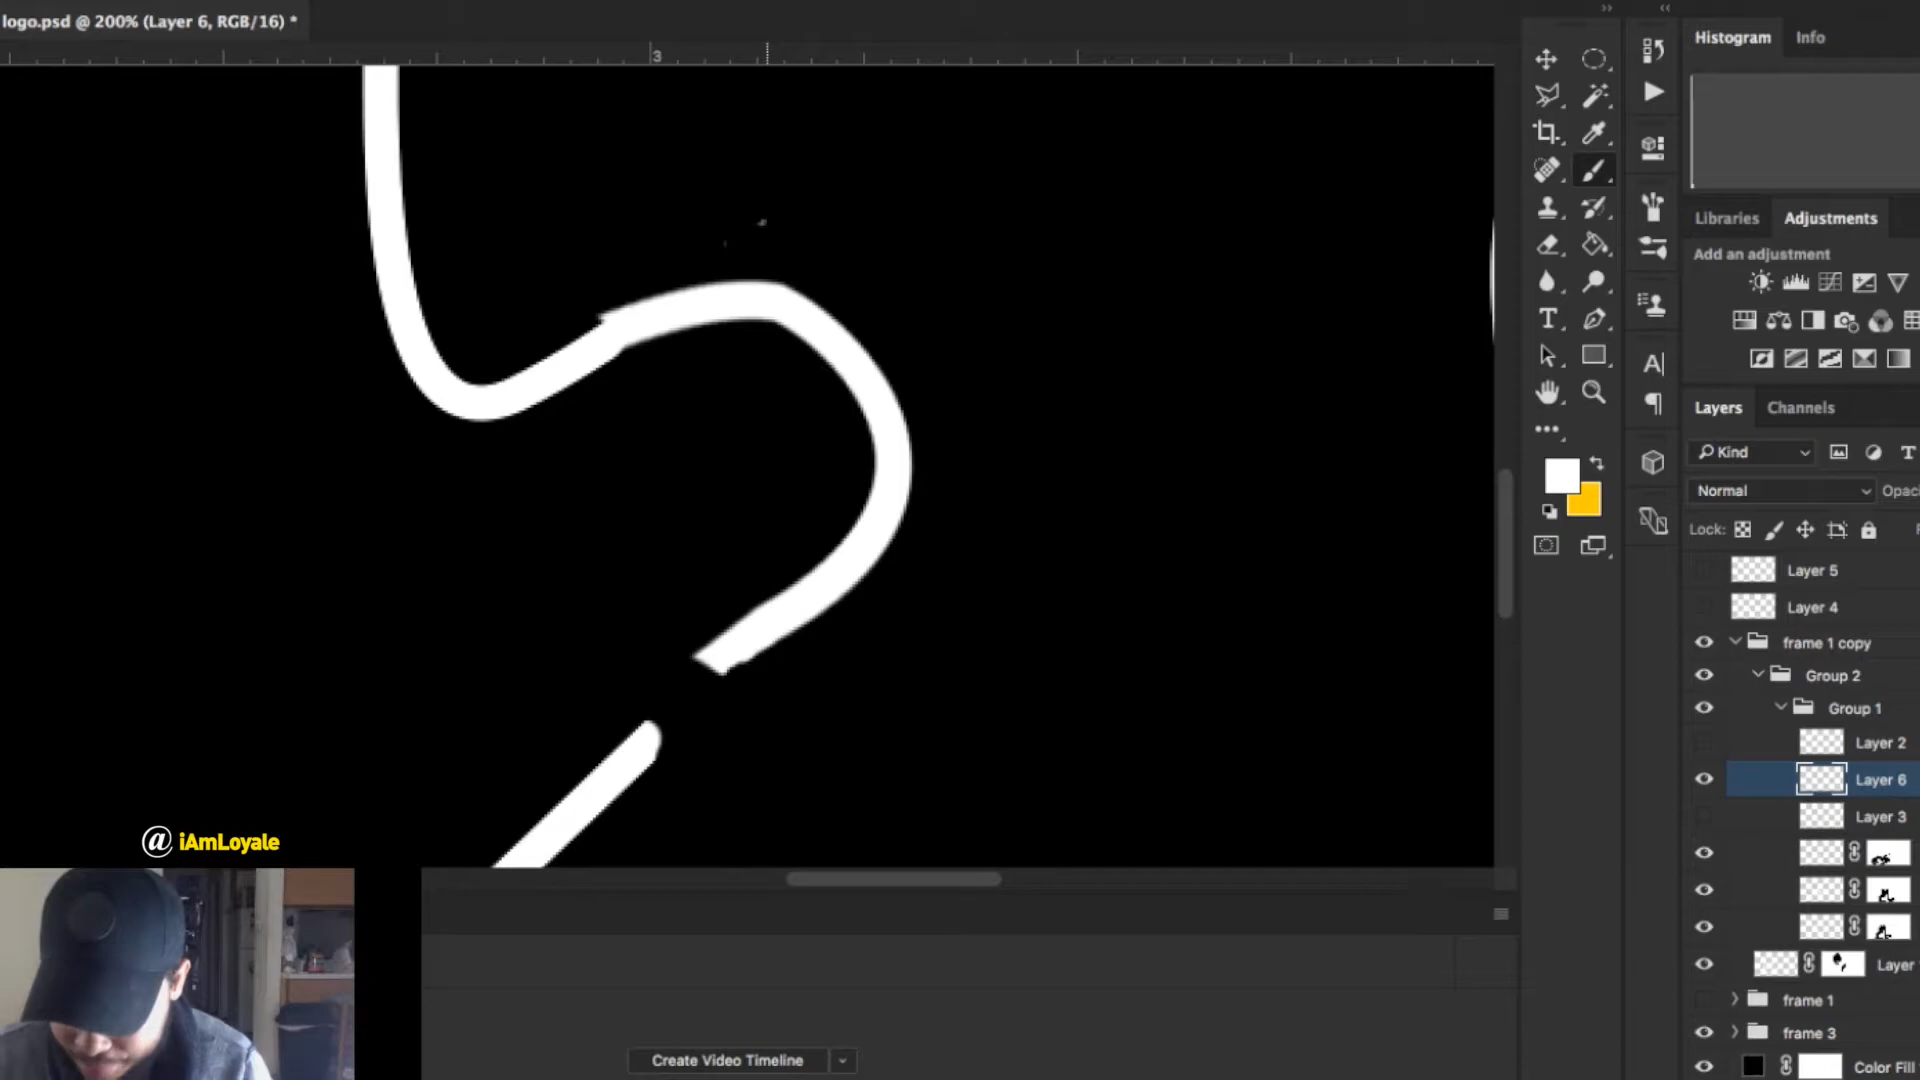 logo.psd @ 200% (Layer 6, RGB/16) *
3
Histogram Info
Libraries Adjustments
Add an adjustment
Layers Channels
Kind
Normal Opac
Lock:
Layer 5
Layer 4
frame 1 copy
Group 2
Group 1
Layer 2
Layer 6
Layer 3
Layer
frame 1
frame 3
Color Fill
@ iAmLoyale
Create Video Timeline